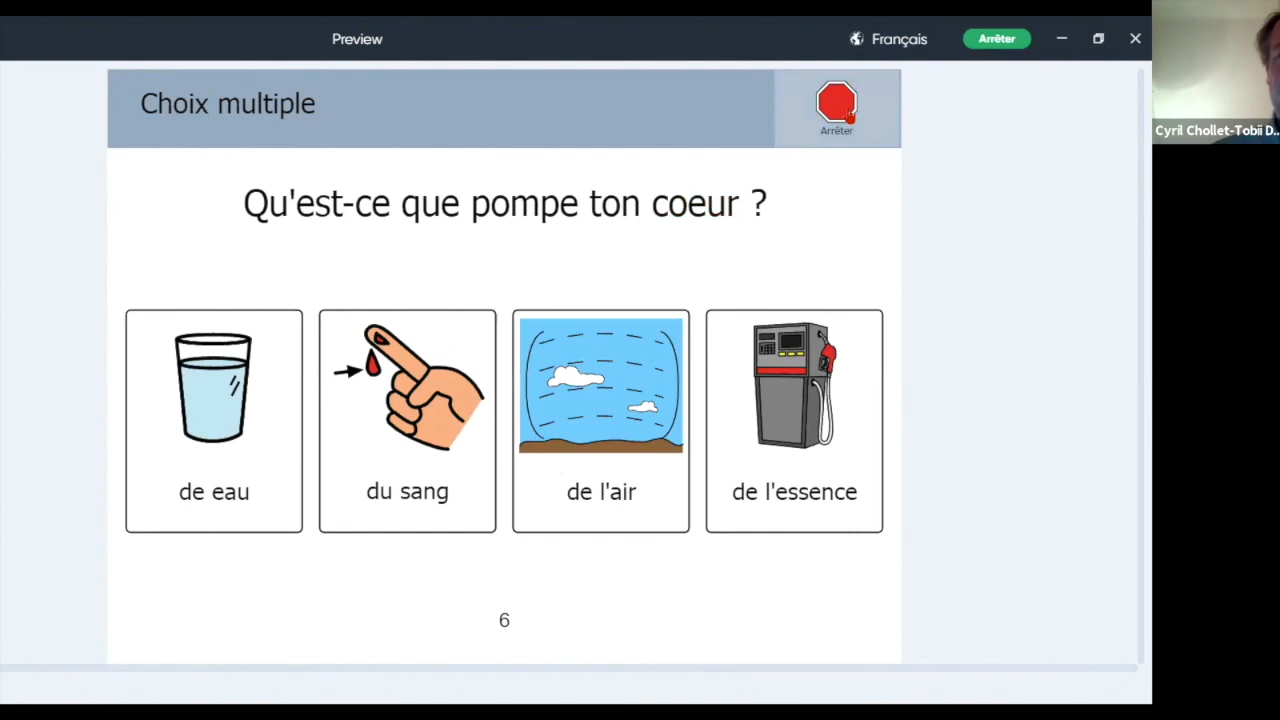 Preview
Français
Arrêter
Choix multiple
Arrêter
Cyril Chollet-Tobii D...
Qu'est-ce que pompe ton coeur ?
de eau
du sang
de l'air
de l'essence
6